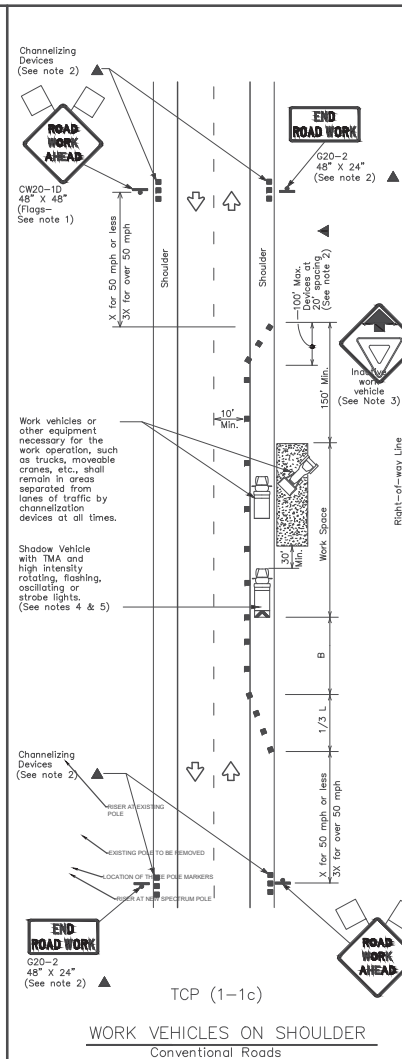 Channelizing
Devices
(See note 2)
ROAD
WORK
AHEAD
CW20-1D
48" X 48"
(Flags-
See note 1)
END
ROAD WORK
G20-2
48" X 24"
(See note 2)
X for 50 mph or less
3X for over 50 mph
Shoulder
Shoulder
100' Max.
Devices at
20' spacing
(See note 2)
150' Min.
Inactive
work
vehicle
(See Note 3)
10'
Min.
Right-of-way Line
Work vehicles or
other equipment
necessary for the
work operation, such
as trucks, moveable
cranes, etc., shall
remain in areas
separated from
lanes of traffic by
channelization
devices at all times.
Work Space
30'
Min.
Shadow Vehicle
with TMA and
high intensity
rotating, flashing,
oscillating or
strobe lights.
(See notes 4 & 5)
B
1/3 L
Channelizing
Devices
(See note 2)
X for 50 mph or less
3X for over 50 mph
RISER AT EXISTING
POLE
EXISTING POLE TO BE REMOVED
LOCATION OF THREE POLE MARKERS
RISER AT NEW SPECTRUM POLE
END
ROAD WORK
G20-2
48" X 24"
(See note 2)
ROAD
WORK
AHEAD
TCP (1-1c)
WORK VEHICLES ON SHOULDER
Conventional Roads